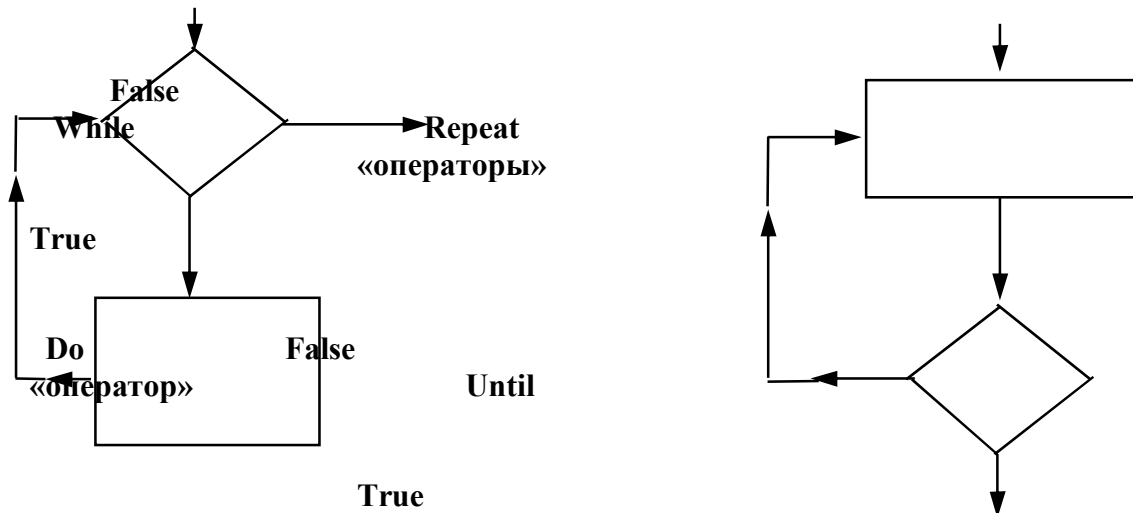 False
While Repeat
«операторы»
True
Do False
«оператор» Until
True